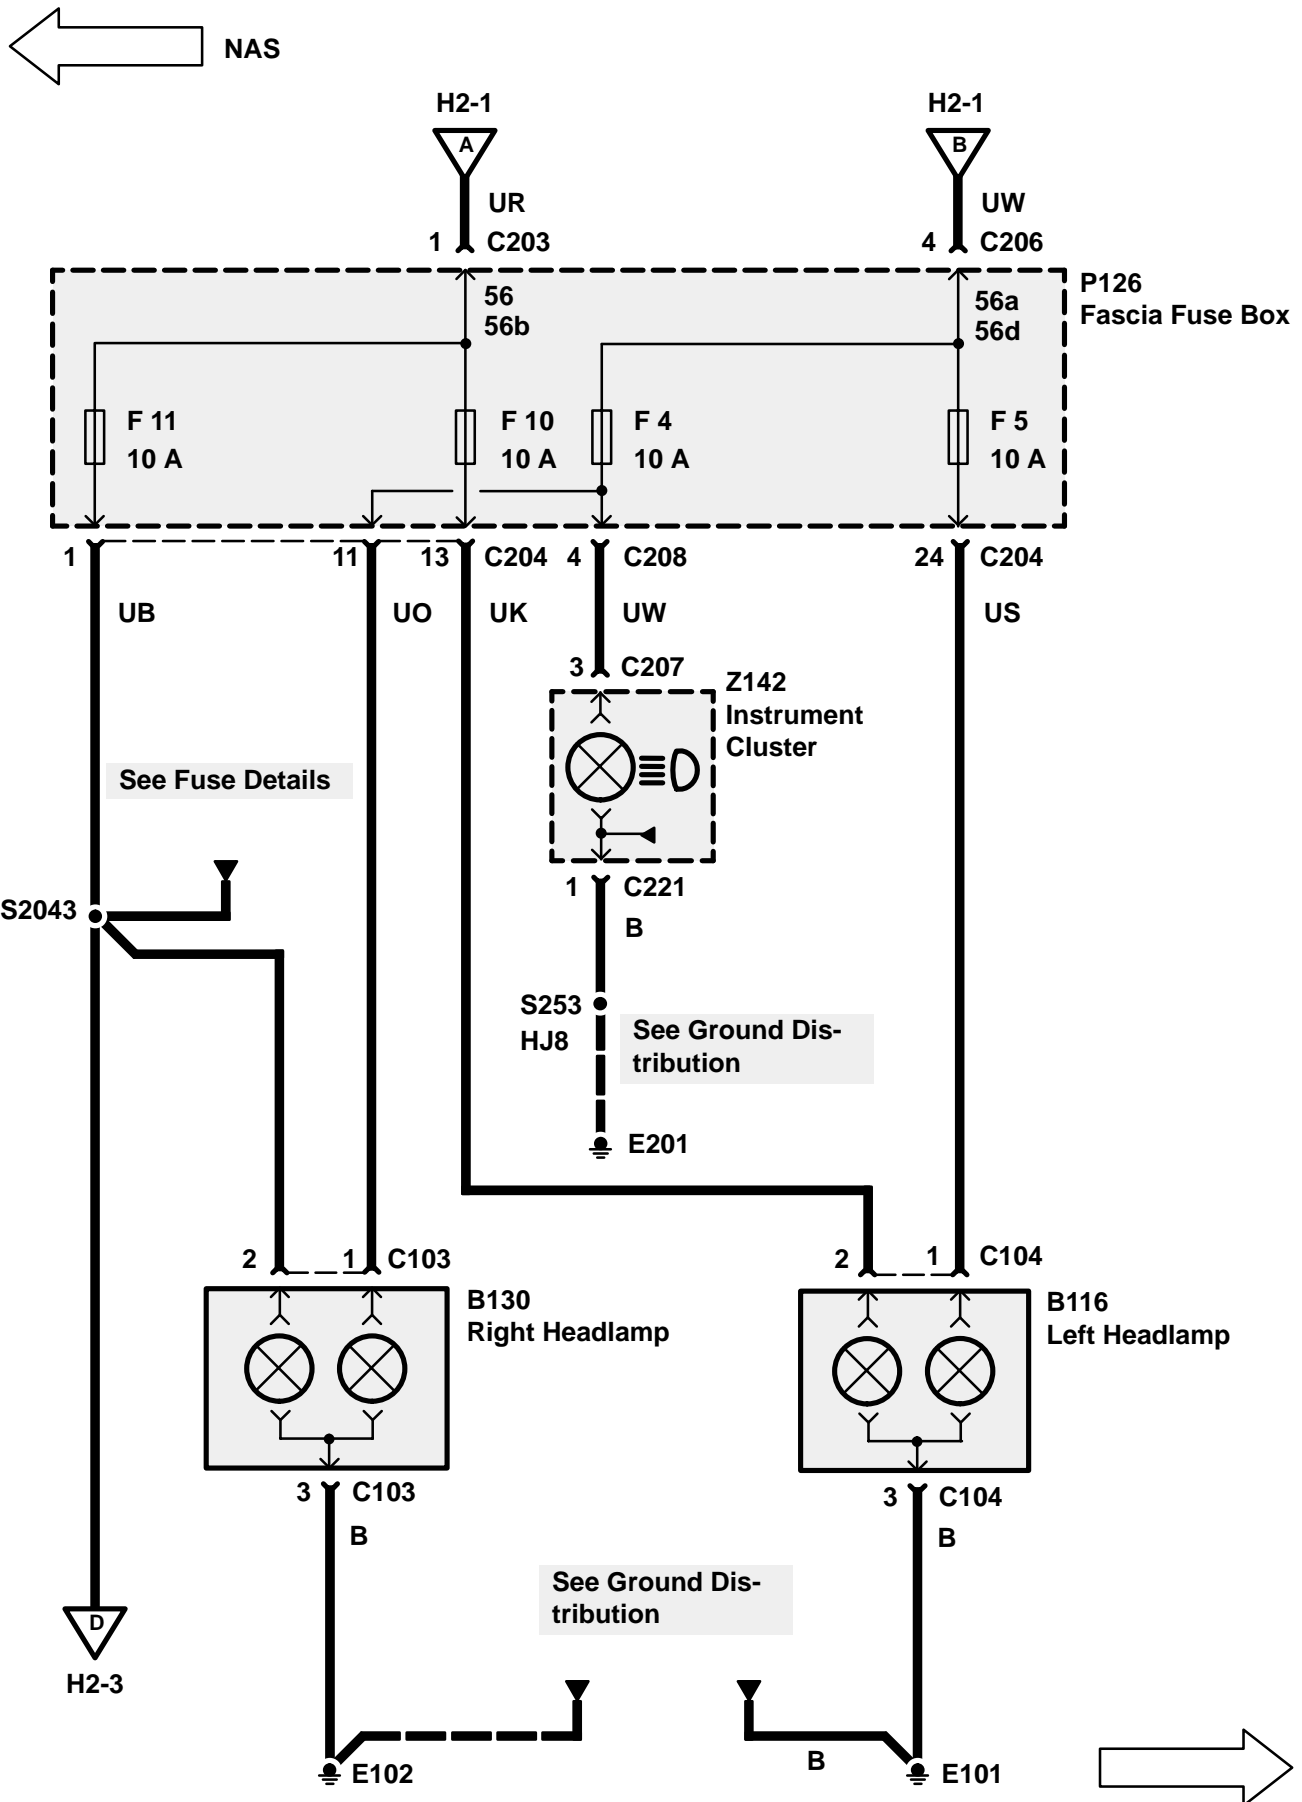 NAS
H2-1
H2-1
A
B
UR
UW
1 C203
4 C206
P126
Fascia Fuse Box
56
56b
56a
56d
F 11
10 A
F 10
10 A
F 4
10 A
F 5
10 A
1
11
13 C204
4 C208
24 C204
UB
UO
UK
UW
US
3 C207
Z142
Instrument
Cluster
See Fuse Details
1 C221
B
S2043
S253
HJ8
See Ground Dis-
tribution
E201
2
1 C103
2
1 C104
B130
Right Headlamp
B116
Left Headlamp
3 C103
B
3 C104
B
See Ground Dis-
tribution
D
H2-3
E102
B
E101